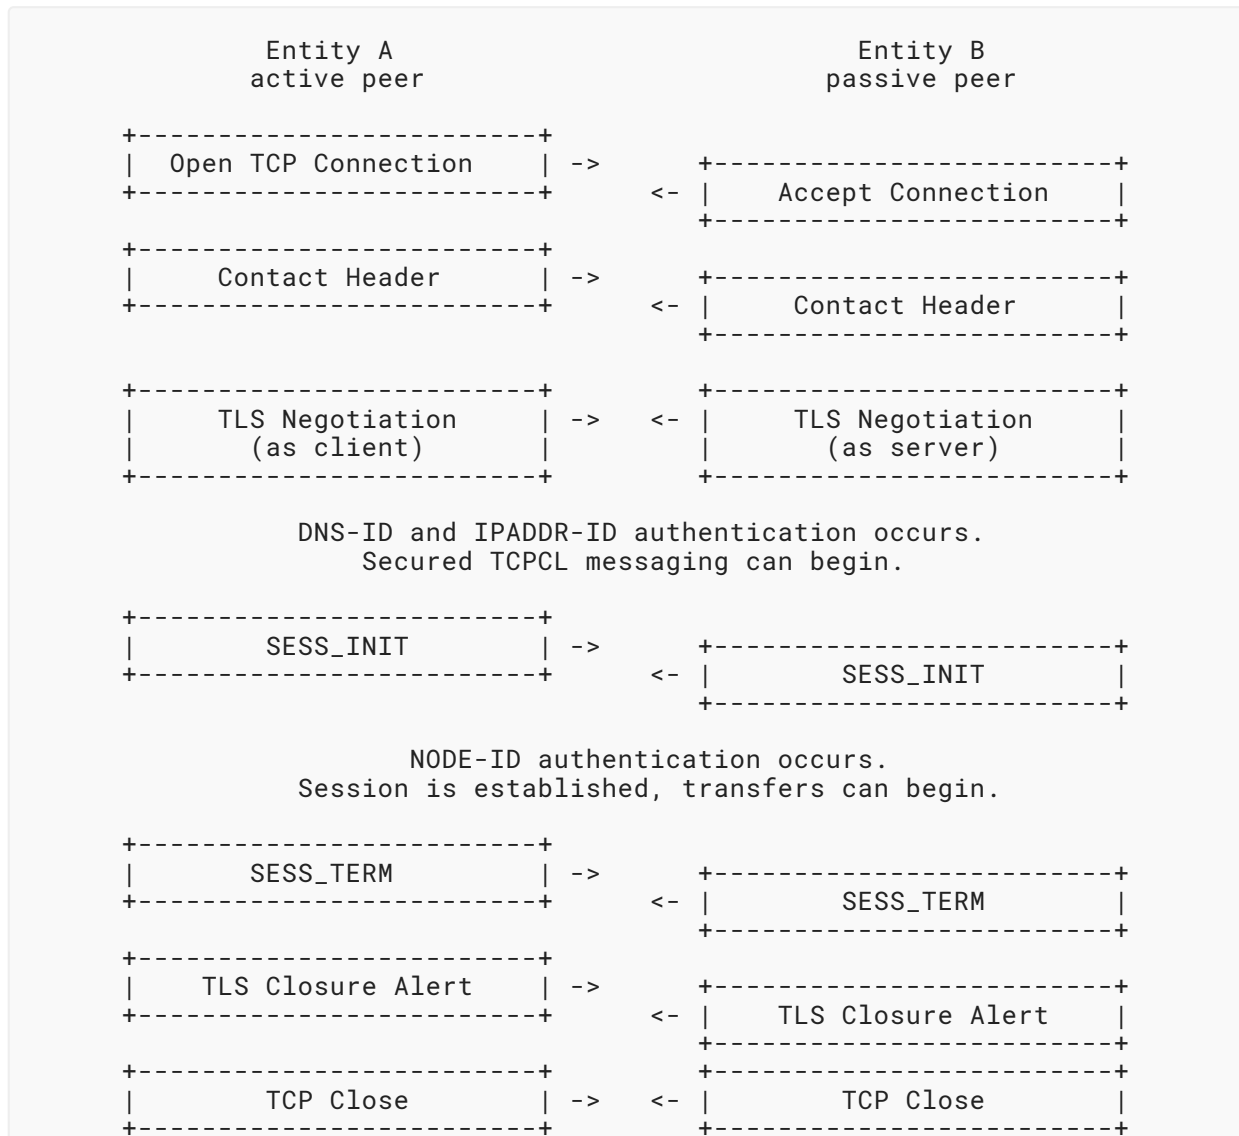 Entity A                             Entity B
        active peer                         passive peer

+-------------------------+
|  Open TCP Connection    | ->      +-------------------------+
+-------------------------+      <- |    Accept Connection    |
                                    +-------------------------+
+-------------------------+
|     Contact Header      | ->      +-------------------------+
+-------------------------+      <- |     Contact Header      |
                                    +-------------------------+

+-------------------------+         +-------------------------+
|     TLS Negotiation     | ->   <- |     TLS Negotiation     |
|       (as client)       |         |       (as server)       |
+-------------------------+         +-------------------------+

           DNS-ID and IPADDR-ID authentication occurs.
               Secured TCPCL messaging can begin.

+-------------------------+
|        SESS_INIT        | ->      +-------------------------+
+-------------------------+      <- |        SESS_INIT        |
                                    +-------------------------+

                  NODE-ID authentication occurs.
           Session is established, transfers can begin.

+-------------------------+
|       SESS_TERM         | ->      +-------------------------+
+-------------------------+      <- |        SESS_TERM        |
                                    +-------------------------+
+-------------------------+
|    TLS Closure Alert    | ->      +-------------------------+
+-------------------------+      <- |    TLS Closure Alert    |
                                    +-------------------------+
+-------------------------+         +-------------------------+
|        TCP Close        | ->   <- |        TCP Close        |
+-------------------------+         +-------------------------+